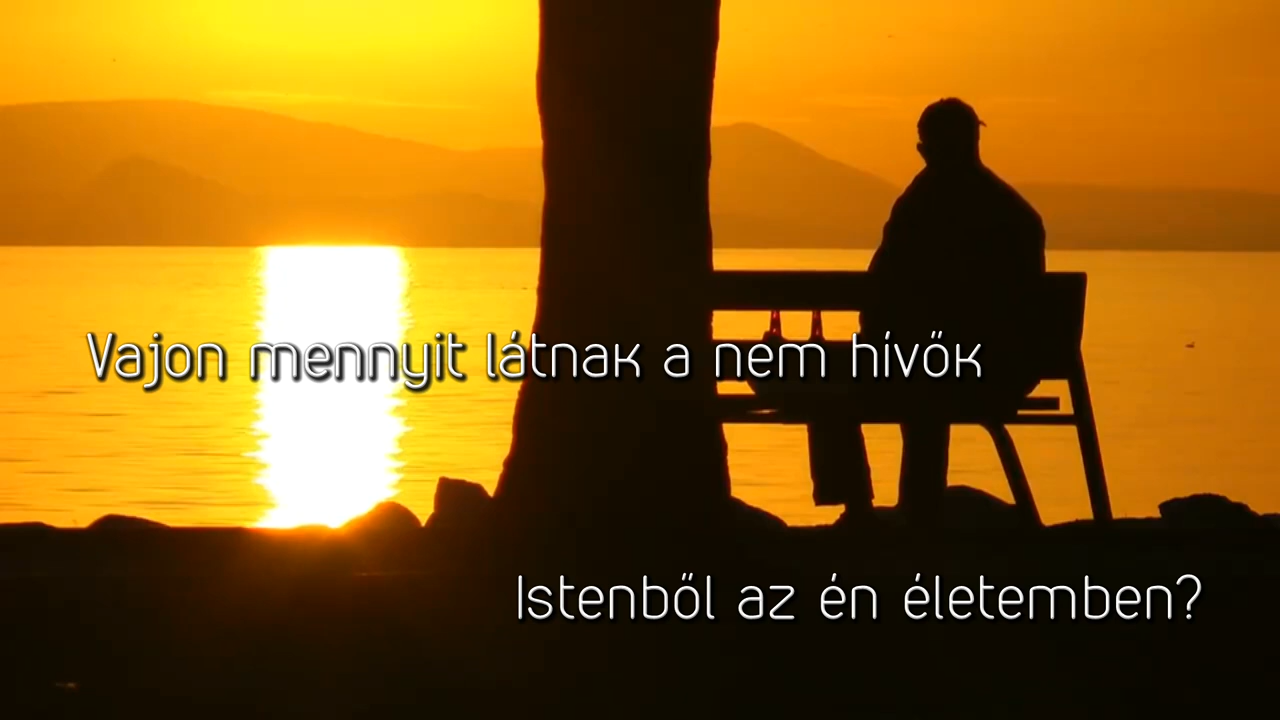 Vajon mennyit látnak a nem hívők
Istenből az én életemben?